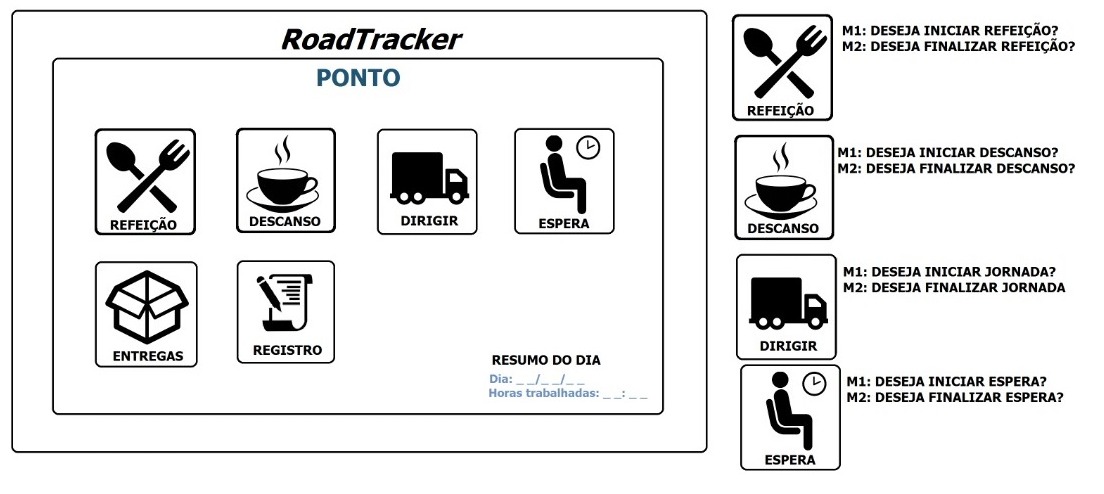 RoadTracker
PONTO
REFEIÇÃO
DESCANSO
DIRIGIR
ESPERA
ENTREGAS
REGISTRO
RESUMO DO DIA
Dia: _ _/_ _/_ _
Horas trabalhadas: _ _: _ _
M1: DESEJA INICIAR REFEIÇÃO?
M2: DESEJA FINALIZAR REFEIÇÃO?
REFEIÇÃO
M1: DESEJA INICIAR DESCANSO?
M2: DESEJA FINALIZAR DESCANSO?
DESCANSO
M1: DESEJA INICIAR JORNADA?
M2: DESEJA FINALIZAR JORNADA
DIRIGIR
M1: DESEJA INICIAR ESPERA?
M2: DESEJA FINALIZAR ESPERA?
ESPERA